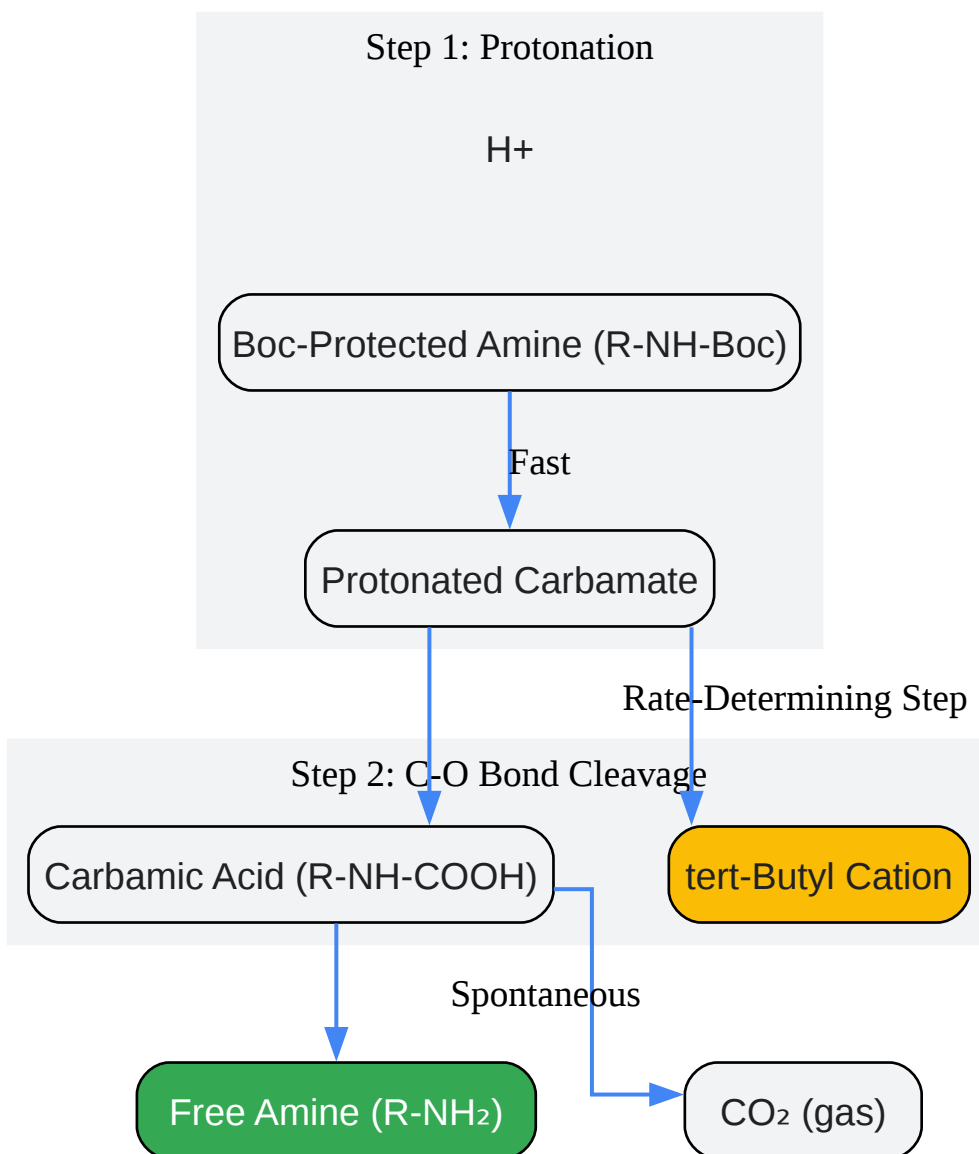 Step 1: Protonation
H+
Boc-Protected Amine (R-NH-Boc)
Fast
Protonated Carbamate
Rate-Determining Step
Step 2: C-O Bond Cleavage
Carbamic Acid (R-NH-COOH)
tert-Butyl Cation
Spontaneous
Free Amine (R-NH₂)
CO₂ (gas)